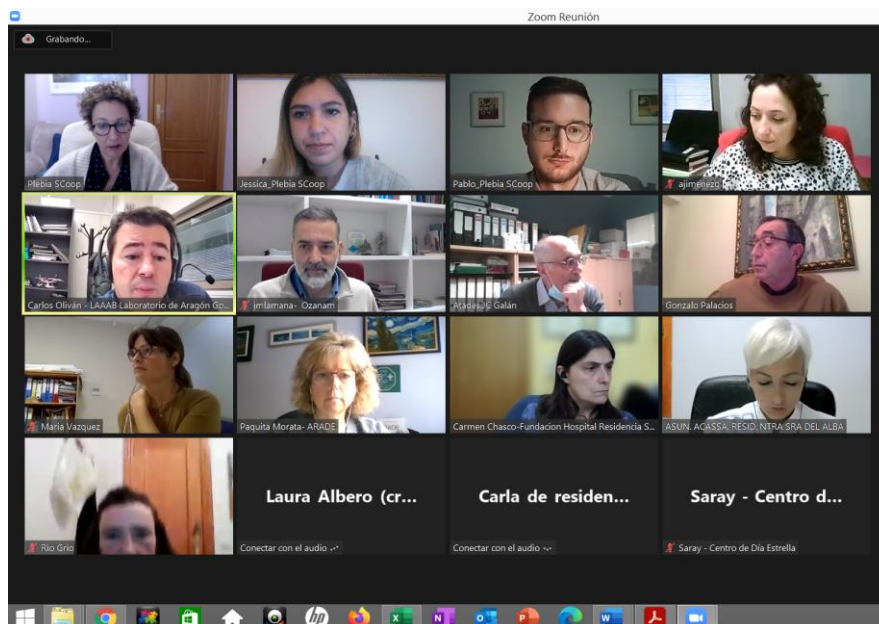 Zoom Reunión
Grabando...
Plebia SCoop
Jessica_Plebia SCoop
Pablo_Plebia SCoop
ajimenezq
Carlos Oliván - LAAAB Laboratorio de Aragón Go...
jmlamana- Ozanam
Atades JC Galán
Gonzalo Palacios
Maria Vazquez
Paquita Morata- ARADE
Carmen Chasco-Fundacion Hospital Residencia S...
ASUN. ACASSA. RESID. NTRA SRA DEL ALBA
Rio Grio
Laura Albero (cr...
Conectar con el audio
Carla de residen...
Conectar con el audio
Saray - Centro d...
Saray - Centro de Día Estrella
hp